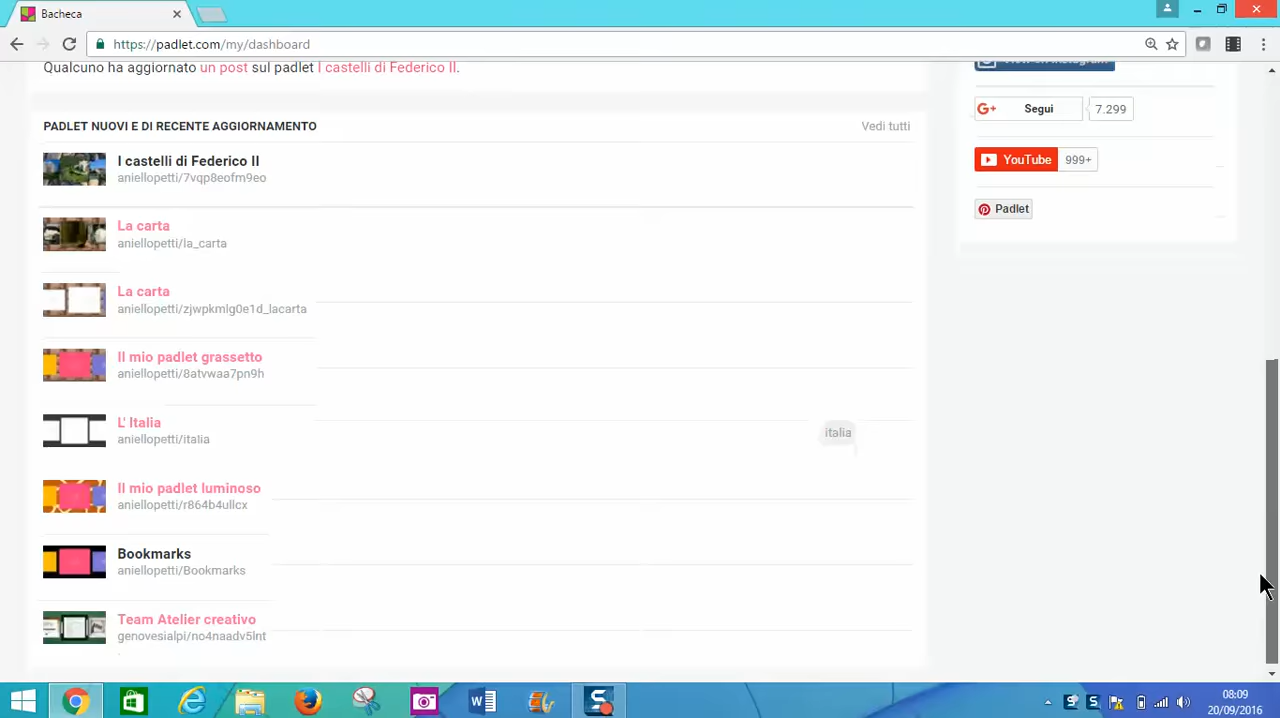 Bacheca
https://padlet.com/my/dashboard
Qualcuno ha aggiornato un post sul padlet I castelli di Federico II.
PADLET NUOVI E DI RECENTE AGGIORNAMENTO
Vedi tutti
I castelli di Federico II
aniellopetti/7vqp8eofm9eo
La carta
aniellopetti/la_carta
La carta
aniellopetti/zjwpkmlg0e1d_lacarta
Il mio padlet grassetto
aniellopetti/8atvwaa7pn9h
L' Italia
aniellopetti/italia
italia
Il mio padlet luminoso
aniellopetti/r864b4ullcx
Bookmarks
aniellopetti/Bookmarks
Team Atelier creativo
genovesialpi/no4naadv5lnt
View on Instagram
G+ Segui 7.299
YouTube 999+
Padlet
08:09
20/09/2016